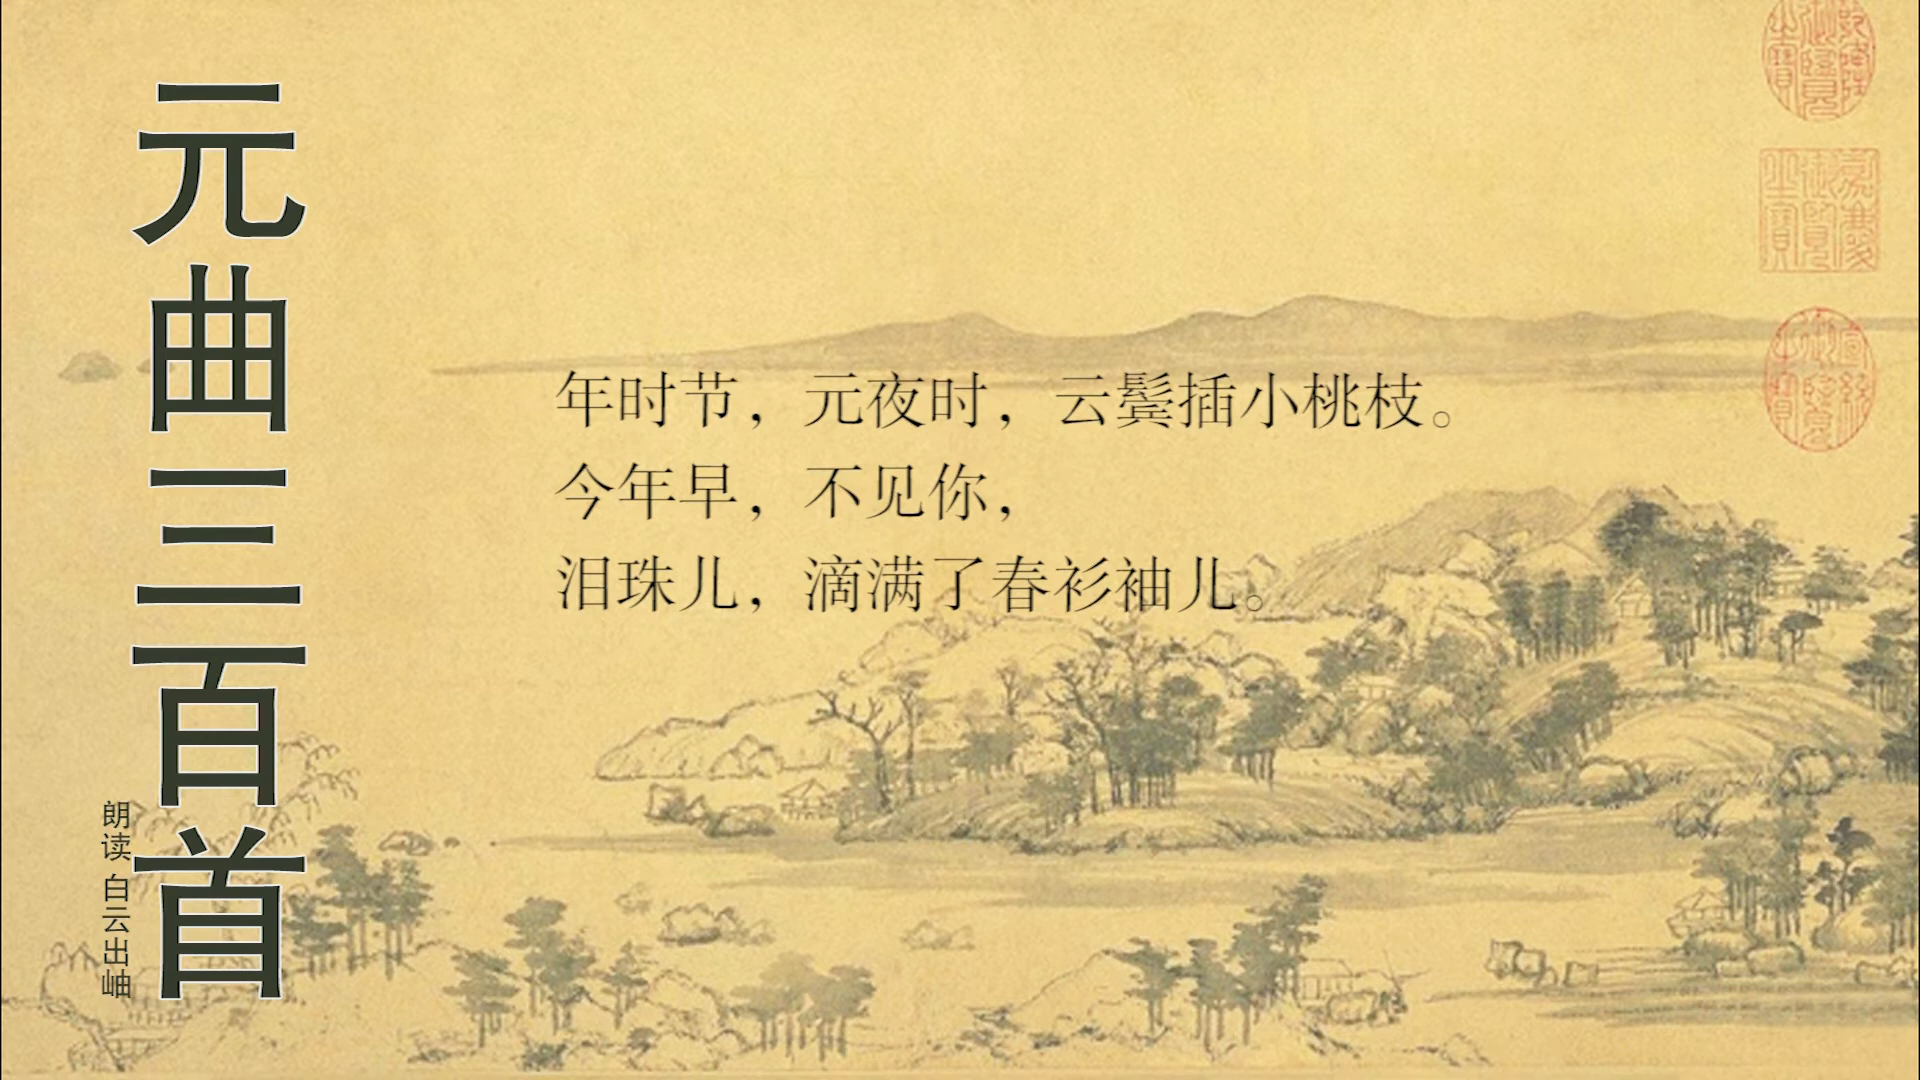 元曲三百首
朗读 白云出岫
年时节，元夜时，云鬓插小桃枝。
今年早，不见你，
泪珠儿，滴满了春衫袖儿。